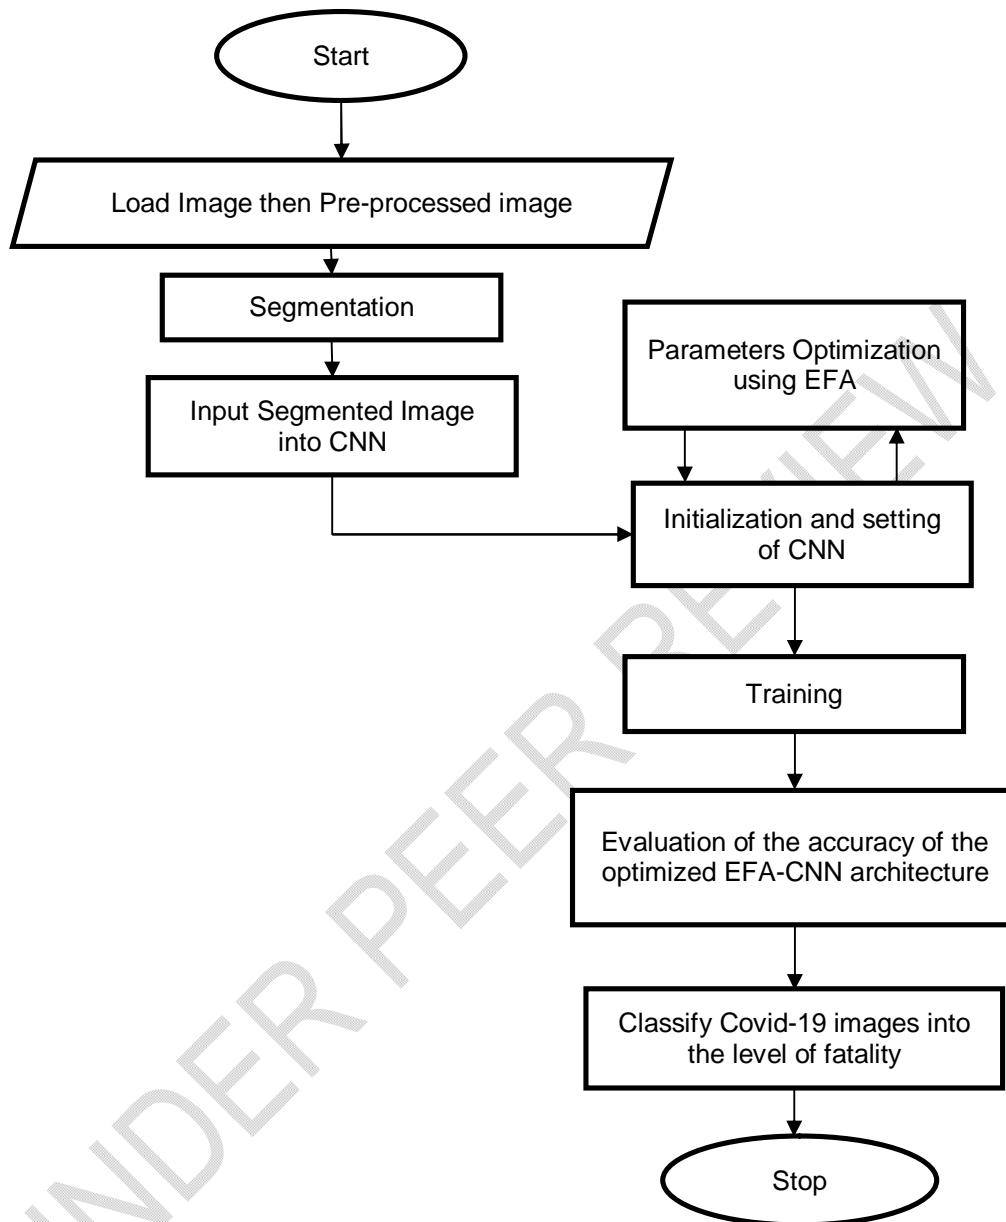 Start
Load Image then Pre-processed image
Segmentation
Input Segmented Image
into CNN
Parameters Optimization
using EFA
Initialization and setting
of CNN
Training
Evaluation of the accuracy of the
optimized EFA-CNN architecture
Classify Covid-19 images into
the level of fatality
Stop
NDER PEER REVIEW